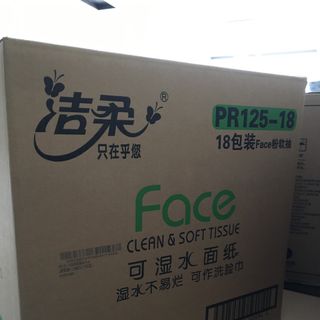 洁柔®
只在乎您
PR125-18
18包装Face粉软抽
Face
CLEAN & SOFT TISSUE
可湿水面纸
湿水不易烂 可作洗脸巾